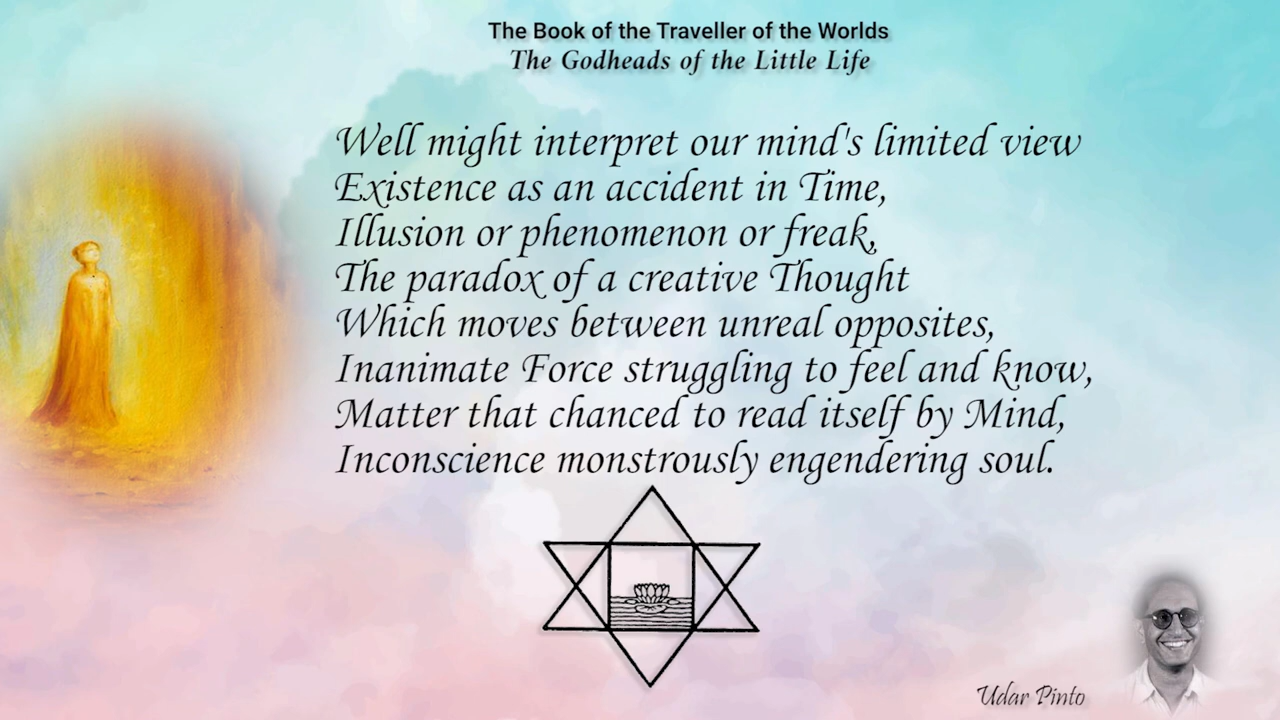 The Book of the Traveller of the Worlds
The Godheads of the Little Life
Well might interpret our mind's limited view
Existence as an accident in Time,
Illusion or phenomenon or freak,
The paradox of a creative Thought
Which moves between unreal opposites,
Inanimate Force struggling to feel and know,
Matter that chanced to read itself by Mind,
Inconscience monstrously engendering soul.
Udar Pinto